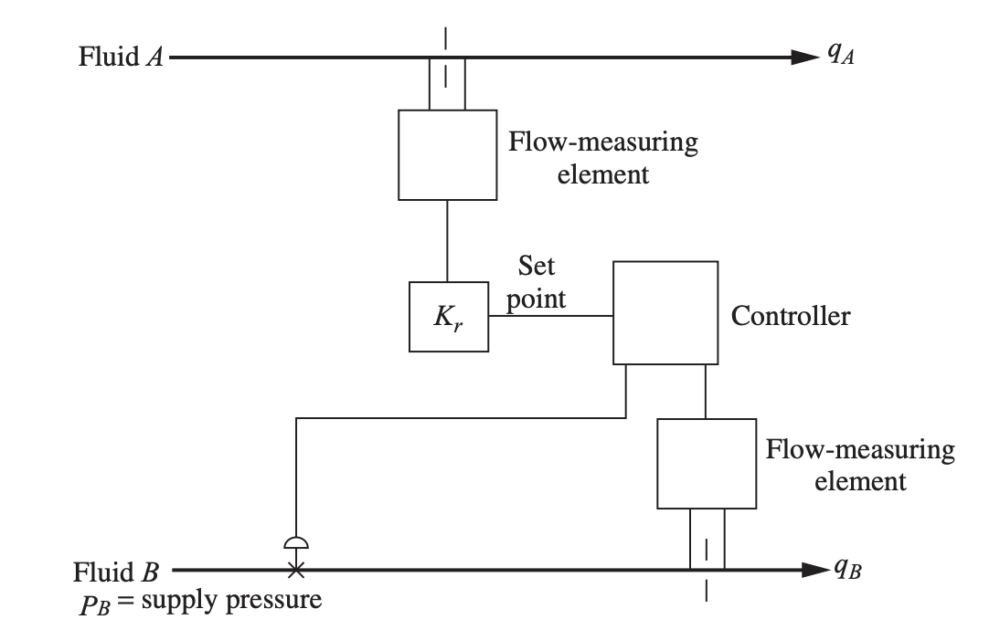 Fluid A
qA
Flow-measuring
element
Set
point
Kr
Controller
Flow-measuring
element
Fluid B
qB
PB = supply pressure